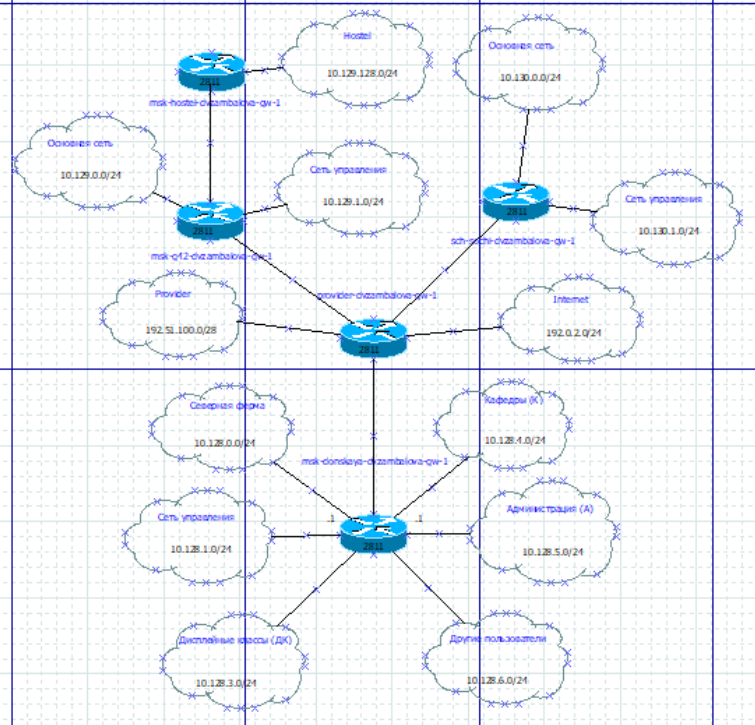 Hostel
10.129.128.0/24
2811
msk-hostel-dvzambalova-gw-1
Основная сеть
10.130.0.0/24
Основная сеть
10.129.0.0/24
Сеть управления
10.129.1.0/24
2811
msk-q42-dvzambalova-gw-1
2811
sch-sochi-dvzambalova-gw-1
Сеть управления
10.130.1.0/24
Provider
192.51.100.0/28
provider-dvzambalova-gw-1
2811
Internet
192.0.2.0/24
Северная ферма
10.128.0.0/24
Кафедры (К)
10.128.4.0/24
msk-donskaya-dvzambalova-gw-1
Сеть управления
10.128.1.0/24
.1
.1
2811
Администрация (А)
10.128.5.0/24
Дисплейные классы (ДК)
10.128.3.0/24
Другие пользователи
10.128.6.0/24